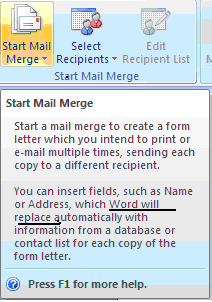 Start Mail Select Edit
Merge Recipients Recipient List
Start Mail Merge
Start Mail Merge
Start a mail merge to create a form
letter which you intend to print or
e-mail multiple times, sending each
copy to a different recipient.
You can insert fields, such as Name
or Address, which Word will
replace automatically with
information from a database or
contact list for each copy of the
form letter.
Press F1 for more help.